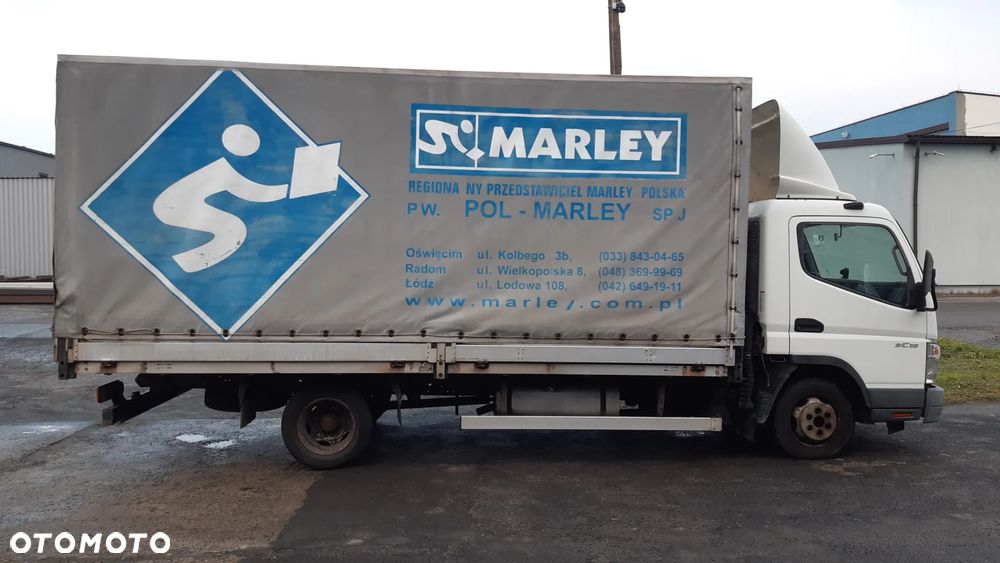 MARLEY
REGIONA NY PRZEDSTAWICIEL MARLEY POLSKA
PW. POL - MARLEY SP J
Oświęcim ul. Kolbego 3b, (033) 843-04-65
Radom ul. Wielkopolska 8, (048) 369-99-69
Łódz ul. Lodowa 108, (042) 649-19-11
www.marley.com.pl
OTOMOTO